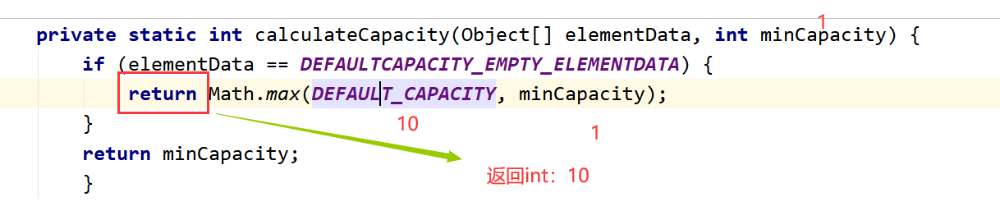 1
private static int calculateCapacity(Object[] elementData, int minCapacity) {
if (elementData == DEFAULTCAPACITY_EMPTY_ELEMENTDATA) {
return Math.max(DEFAULT_CAPACITY, minCapacity);
}
10
1
return minCapacity;
返回int：10
}